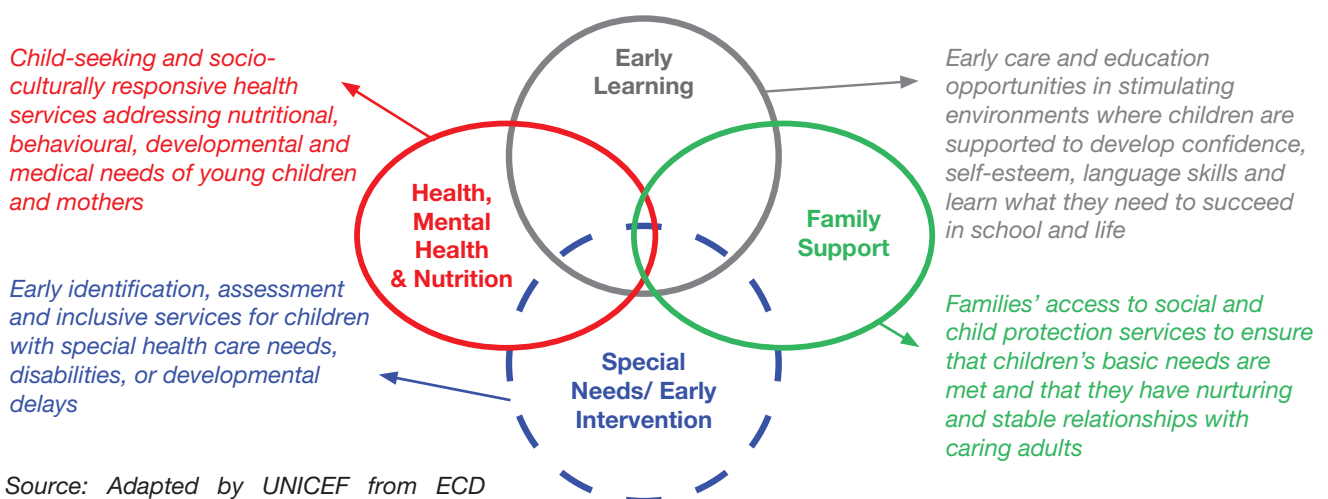 Child-seeking and socio-
culturally responsive health
services addressing nutritional,
behavioural, developmental and
medical needs of young children
and mothers
Early
Learning
Early care and education
opportunities in stimulating
environments where children are
supported to develop confidence,
self-esteem, language skills and
learn what they need to succeed
in school and life
Health,
Mental
Health
& Nutrition
Family
Support
Early identification, assessment
and inclusive services for children
with special health care needs,
disabilities, or developmental
delays
Special
Needs/ Early
Intervention
Families’ access to social and
child protection services to ensure
that children’s basic needs are
met and that they have nurturing
and stable relationships with
caring adults
Source: Adapted by UNICEF from ECD